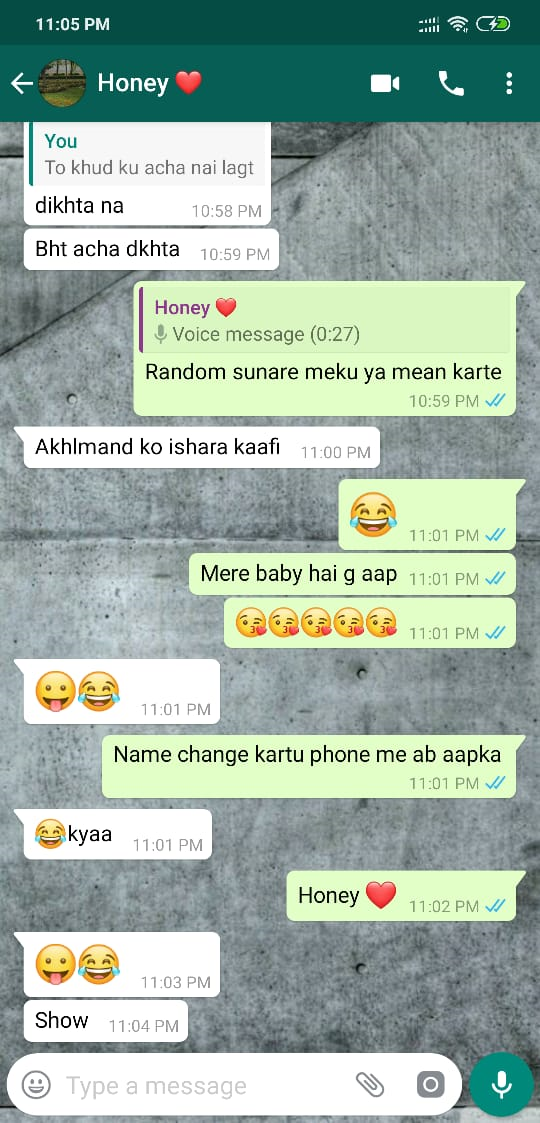 11:05 PM
Honey ❤️
You
To khud ku acha nai lagt
dikhta na
10:58 PM
Bht acha dkhta
10:59 PM
Honey ❤️
Voice message (0:27)
Random sunare meku ya mean karte
10:59 PM
Akhlmand ko ishara kaafi
11:00 PM
😂
11:01 PM
Mere baby hai g aap
11:01 PM
😘😘😘😘😘
11:01 PM
😛😂
11:01 PM
Name change kartu phone me ab aapka
11:01 PM
😂kyaa
11:01 PM
Honey ❤️
11:02 PM
😛😂
11:03 PM
Show
11:04 PM
Type a message